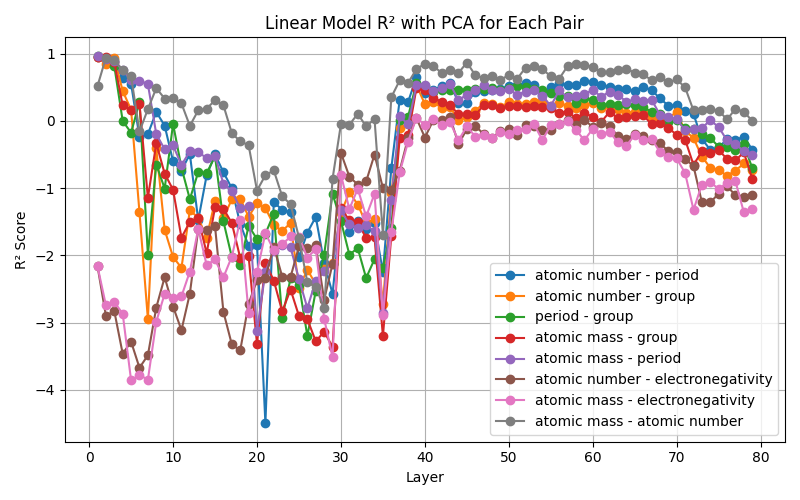 Linear Model R² with PCA for Each Pair
R² Score
1
0
−1
−2
−3
−4
0 10 20 30 40 50 60 70 80
Layer
atomic number - period
atomic number - group
period - group
atomic mass - group
atomic mass - period
atomic number - electronegativity
atomic mass - electronegativity
atomic mass - atomic number